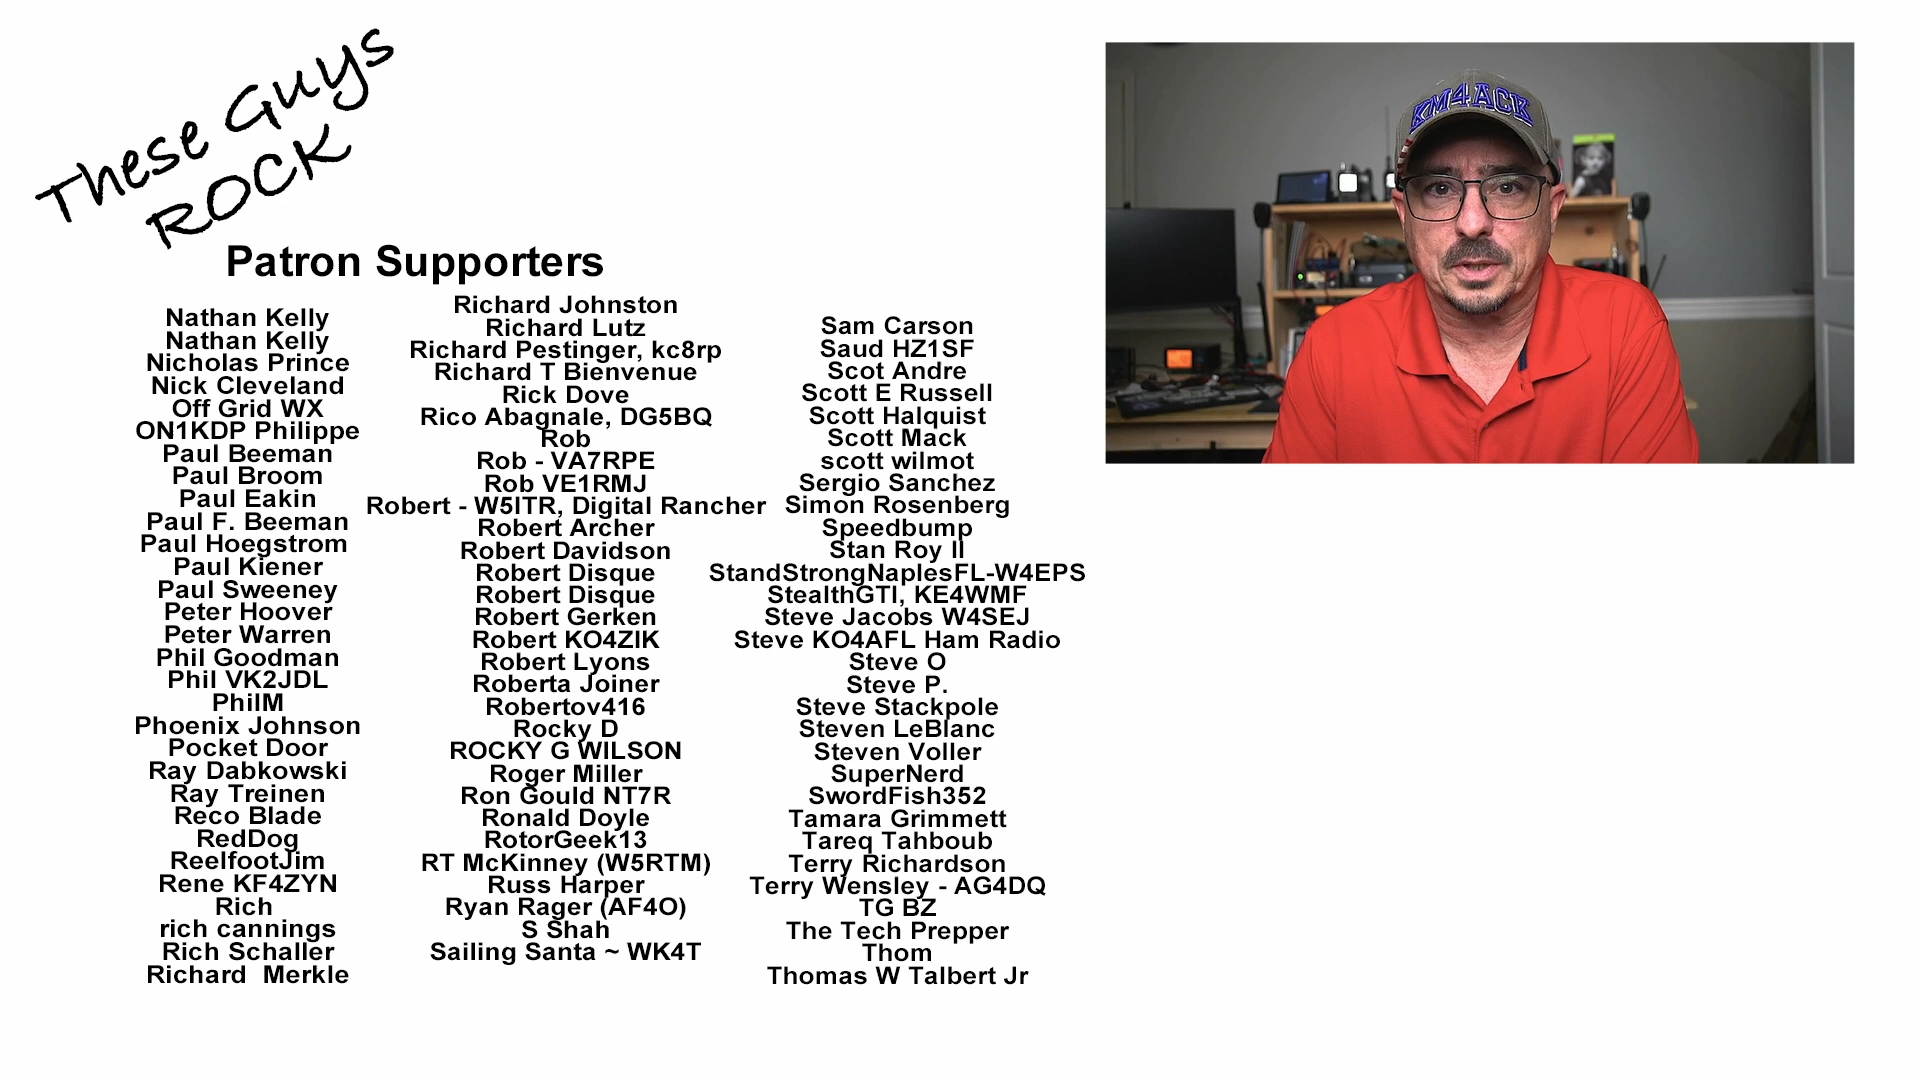 These Guys
ROCK
Patron Supporters
Nathan Kelly
Nathan Kelly
Nicholas Prince
Nick Cleveland
Off Grid WX
ON1KDP Philippe
Paul Beeman
Paul Broom
Paul Eakin
Paul F. Beeman
Paul Hoegstrom
Paul Kiener
Paul Sweeney
Peter Hoover
Peter Warren
Phil Goodman
Phil VK2JDL
PhilM
Phoenix Johnson
Pocket Door
Ray Dabkowski
Ray Treinen
Reco Blade
RedDog
ReelfootJim
Rene KF4ZYN
Rich
rich cannings
Rich Schaller
Richard  Merkle
Richard Johnston
Richard Lutz
Richard Pestinger, kc8rp
Richard T Bienvenue
Rick Dove
Rico Abagnale, DG5BQ
Rob
Rob - VA7RPE
Rob VE1RMJ
Robert - W5ITR, Digital Rancher
Robert Archer
Robert Davidson
Robert Disque
Robert Disque
Robert Gerken
Robert KO4ZIK
Robert Lyons
Roberta Joiner
Robertov416
Rocky D
ROCKY G WILSON
Roger Miller
Ron Gould NT7R
Ronald Doyle
RotorGeek13
RT McKinney (W5RTM)
Russ Harper
Ryan Rager (AF4O)
S Shah
Sailing Santa ~ WK4T
Sam Carson
Saud HZ1SF
Scot Andre
Scott E Russell
Scott Halquist
Scott Mack
scott wilmot
Sergio Sanchez
Simon Rosenberg
Speedbump
Stan Roy II
StandStrongNaplesFL-W4EPS
StealthGTI, KE4WMF
Steve Jacobs W4SEJ
Steve KO4AFL Ham Radio
Steve O
Steve P.
Steve Stackpole
Steven LeBlanc
Steven Voller
SuperNerd
SwordFish352
Tamara Grimmett
Tareq Tahboub
Terry Richardson
Terry Wensley - AG4DQ
TG BZ
The Tech Prepper
Thom
Thomas W Talbert Jr
KM4ACK